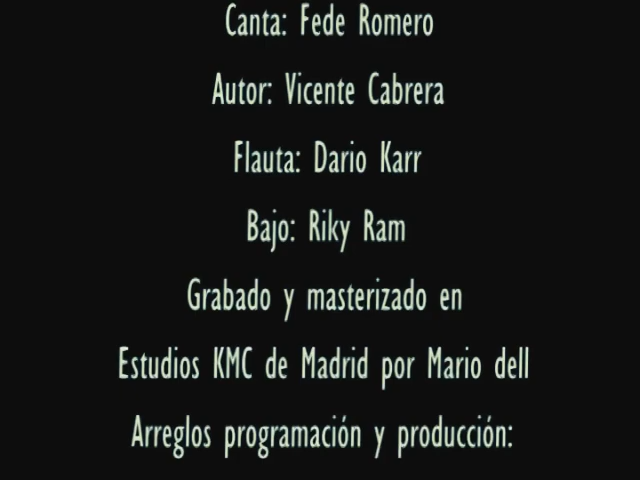 Canta: Fede Romero
Autor: Vicente Cabrera
Flauta: Dario Karr
Bajo: Riky Ram
Grabado y masterizado en
Estudios KMC de Madrid por Mario dell
Arreglos programación y producción: